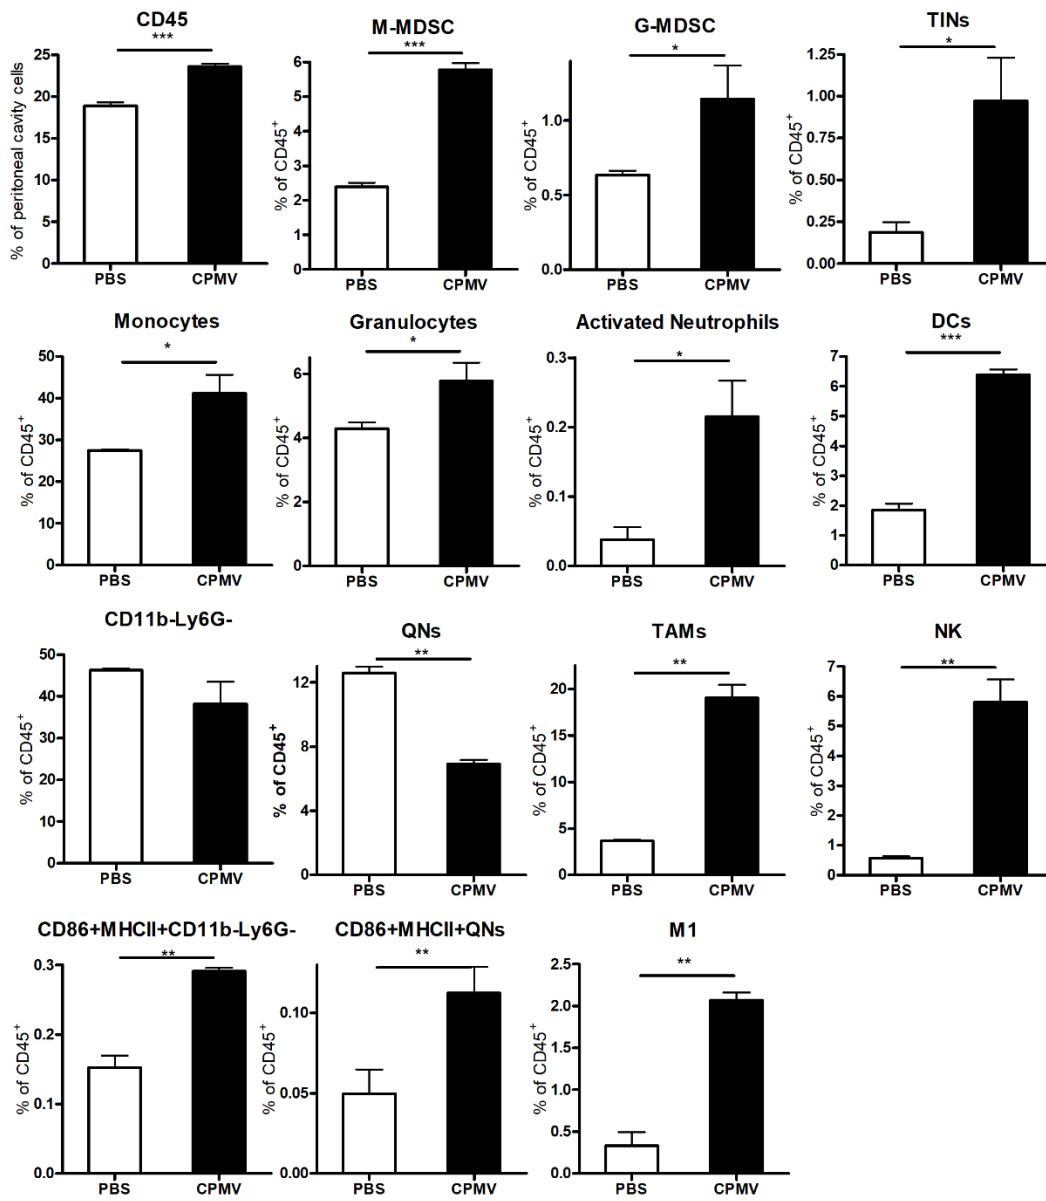 CD45
***
% of peritoneal cavity cells
25
20
15
10
5
0
PBS
CPMV
M-MDSC
***
% of CD45+
6
4
2
0
PBS
CPMV
G-MDSC
*
% of CD45+
1.0
0.5
0.0
PBS
CPMV
TINs
*
% of CD45+
1.25
1.00
0.75
0.50
0.25
0.00
PBS
CPMV
Monocytes
*
% of CD45+
50
40
30
20
10
0
PBS
CPMV
Granulocytes
*
% of CD45+
6
4
2
0
PBS
CPMV
Activated Neutrophils
*
% of CD45+
0.3
0.2
0.1
0.0
PBS
CPMV
DCs
***
% of CD45+
7
6
5
4
3
2
1
0
PBS
CPMV
CD11b-Ly6G-
% of CD45+
50
40
30
20
10
0
PBS
CPMV
QNs
**
% of CD45+
12
8
4
0
PBS
CPMV
TAMs
**
% of CD45+
20
15
10
5
0
PBS
CPMV
NK
**
% of CD45+
7
6
5
4
3
2
1
0
PBS
CPMV
CD86+MHCII+CD11b-Ly6G-
**
% of CD45+
0.3
0.2
0.1
0.0
PBS
CPMV
CD86+MHCII+QNs
**
% of CD45+
0.10
0.05
0.00
PBS
CPMV
M1
**
% of CD45+
2.5
2.0
1.5
1.0
0.5
0.0
PBS
CPMV